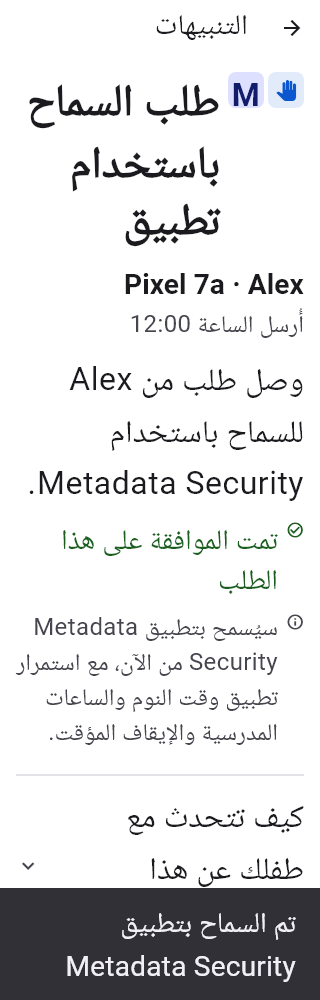 التنبيهات
M
طلب السماح
باستخدام
تطبيق
Pixel 7a · Alex
أُرسل الساعة 12:00
وصل طلب من Alex
للسماح باستخدام
Metadata Security.
تمت الموافقة على هذا
الطلب
سيُسمح بتطبيق Metadata
Security من الآن، مع استمرار
تطبيق وقت النوم والساعات
المدرسية والإيقاف المؤقت.
كيف تتحدث مع
طفلك عن هذا
تم السماح بتطبيق
Metadata Security